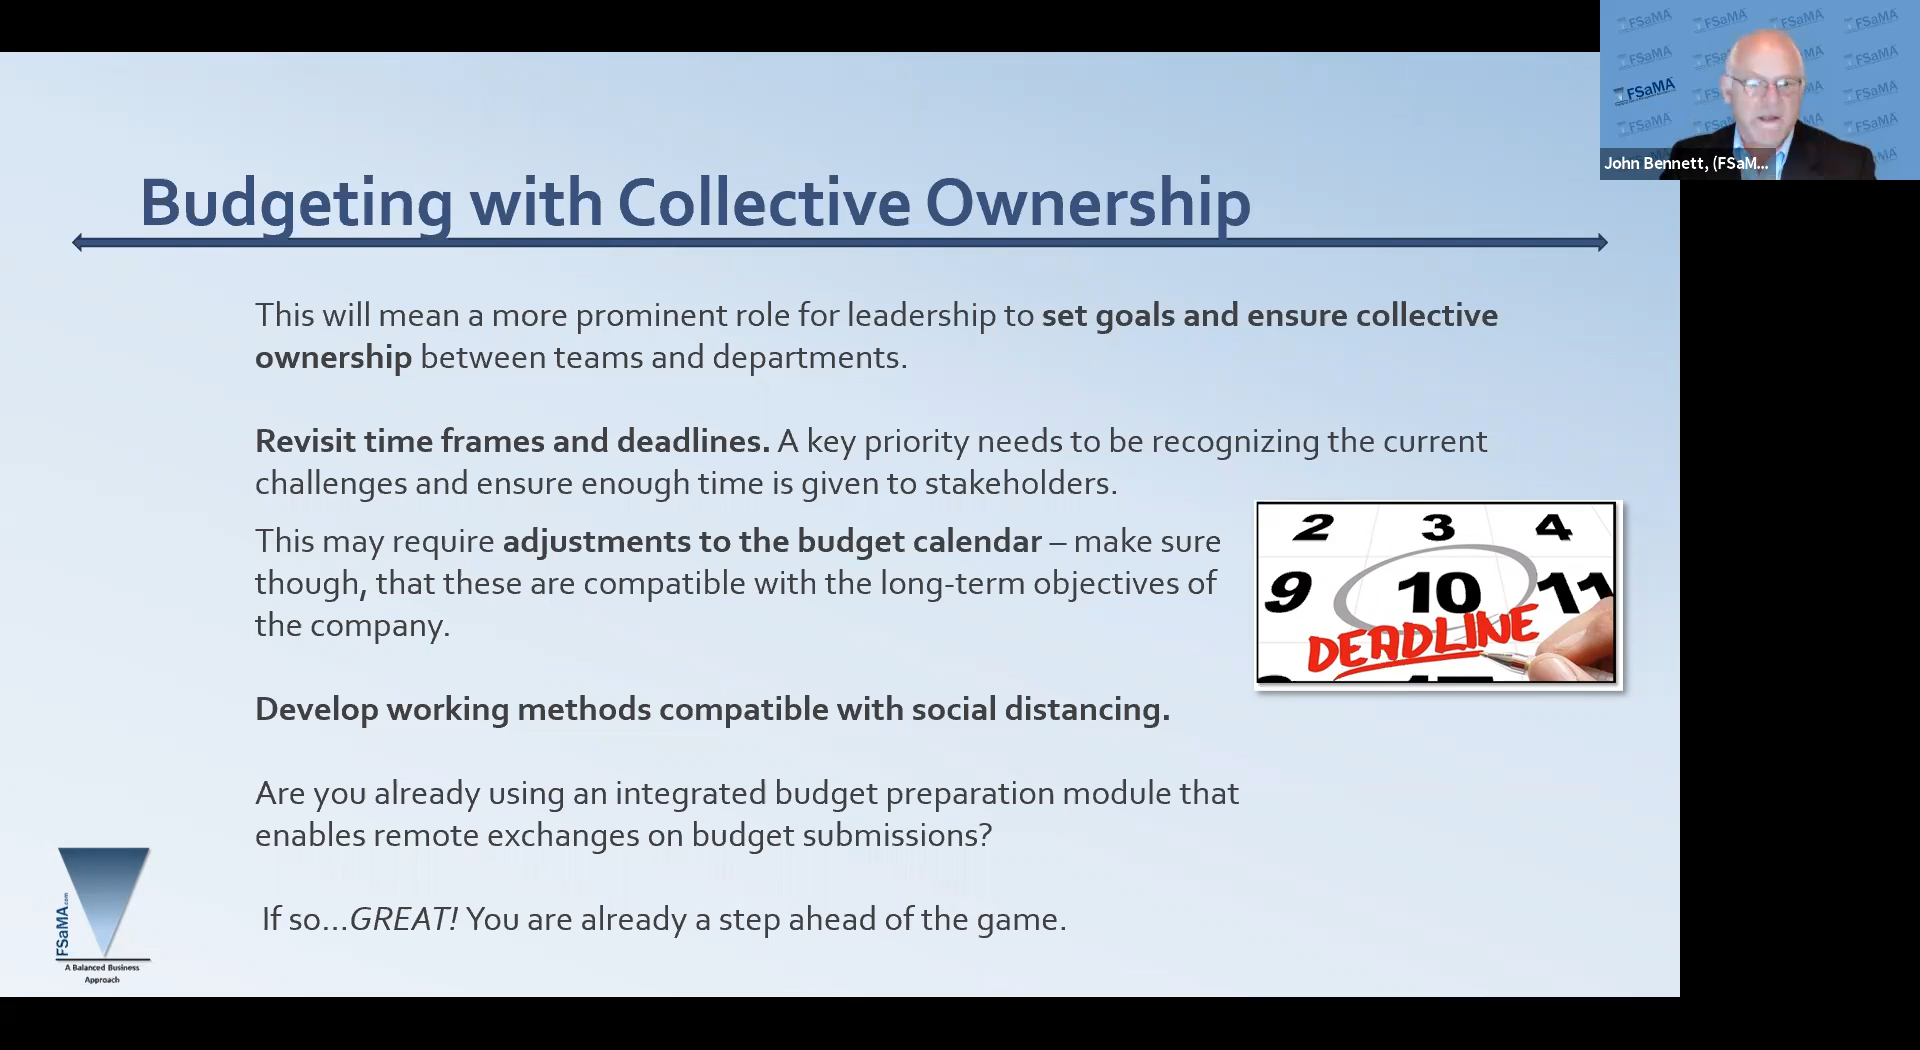 Budgeting with Collective Ownership
This will mean a more prominent role for leadership to set goals and ensure collective
ownership between teams and departments.
Revisit time frames and deadlines. A key priority needs to be recognizing the current
challenges and ensure enough time is given to stakeholders.
This may require adjustments to the budget calendar – make sure
though, that these are compatible with the long-term objectives of
the company.
Develop working methods compatible with social distancing.
Are you already using an integrated budget preparation module that
enables remote exchanges on budget submissions?
If so...GREAT! You are already a step ahead of the game.
2 3 4
9 10 11
DEADLINE
FSaMA.com
A Balanced Business
Approach
FSaMA FSaMA FSaMA FSaMA
FSaMA FSaMA
FSaMA FSaMA
FSaMA FSaMA
John Bennett, (FSaM...